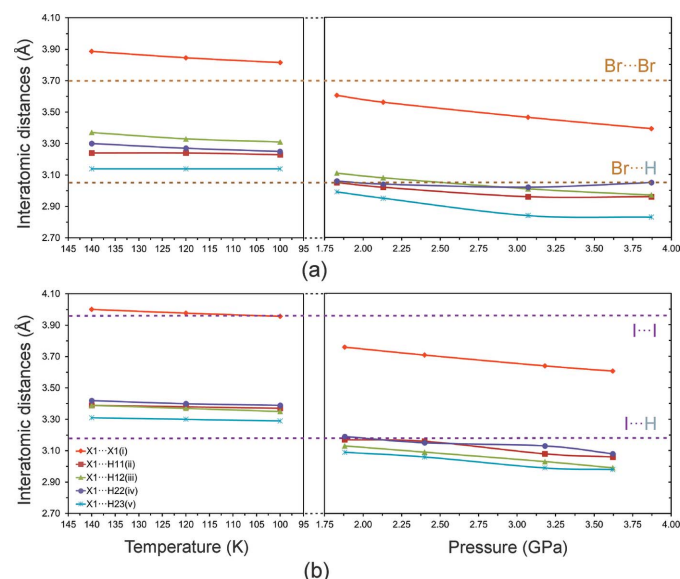 4.10
3.90
3.70
3.50
3.30
3.10
2.90
2.70
Interatomic distances (Å)
Br···Br
Br···H
145 140 135 130 125 120 115 110 105 100 95
1.75 2.00 2.25 2.50 2.75 3.00 3.25 3.50 3.75 4.00
(a)
4.10
3.90
3.70
3.50
3.30
3.10
2.90
2.70
Interatomic distances (Å)
I···I
I···H
X1···X1(i)
X1···H11(ii)
X1···H12(iii)
X1···H22(iv)
X1···H23(v)
145 140 135 130 125 120 115 110 105 100 95
1.75 2.00 2.25 2.50 2.75 3.00 3.25 3.50 3.75 4.00
Temperature (K)
Pressure (GPa)
(b)